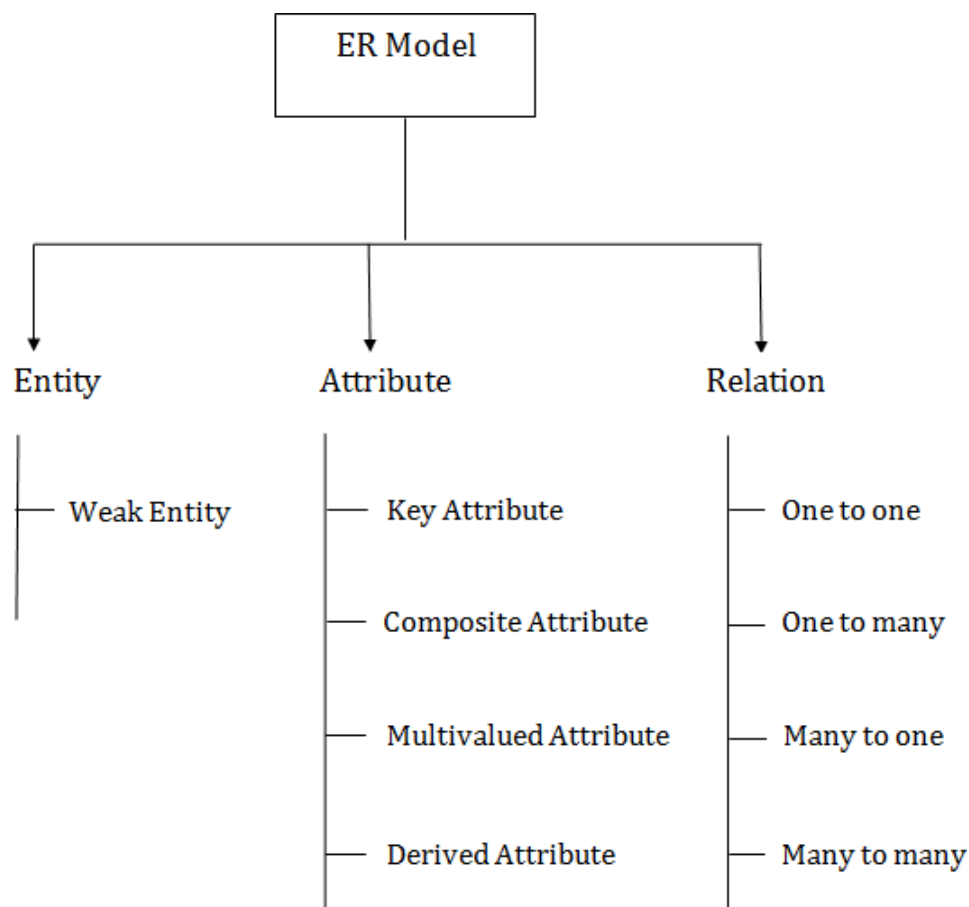 ER Model
Entity
Attribute
Relation
Weak Entity
Key Attribute
One to one
Composite Attribute
One to many
Multivalued Attribute
Many to one
Derived Attribute
Many to many